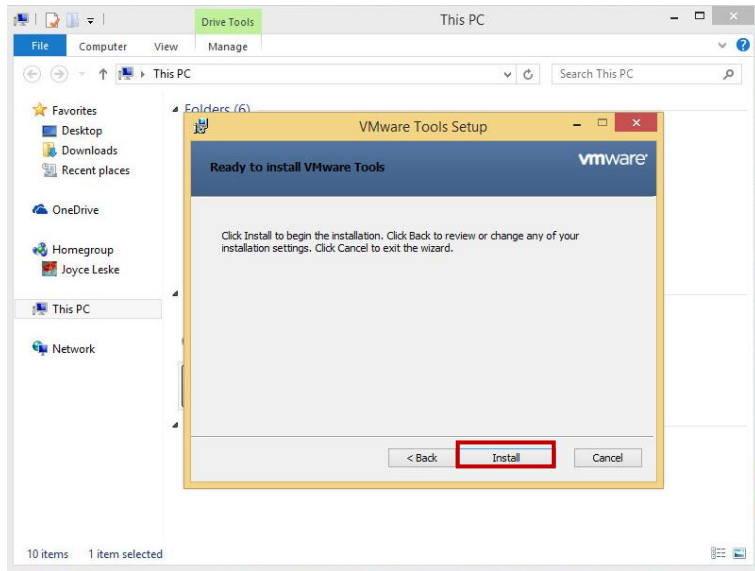 Drive Tools
This PC
File
Computer
View
Manage
This PC
Search This PC
Favorites
Desktop
Downloads
Recent places
OneDrive
Homegroup
Joyce Leske
This PC
Network
Folders (6)
VMware Tools Setup
Ready to install VMware Tools
vmware
Click Install to begin the installation. Click Back to review or change any of your
installation settings. Click Cancel to exit the wizard.
< Back
Install
Cancel
10 items
1 item selected